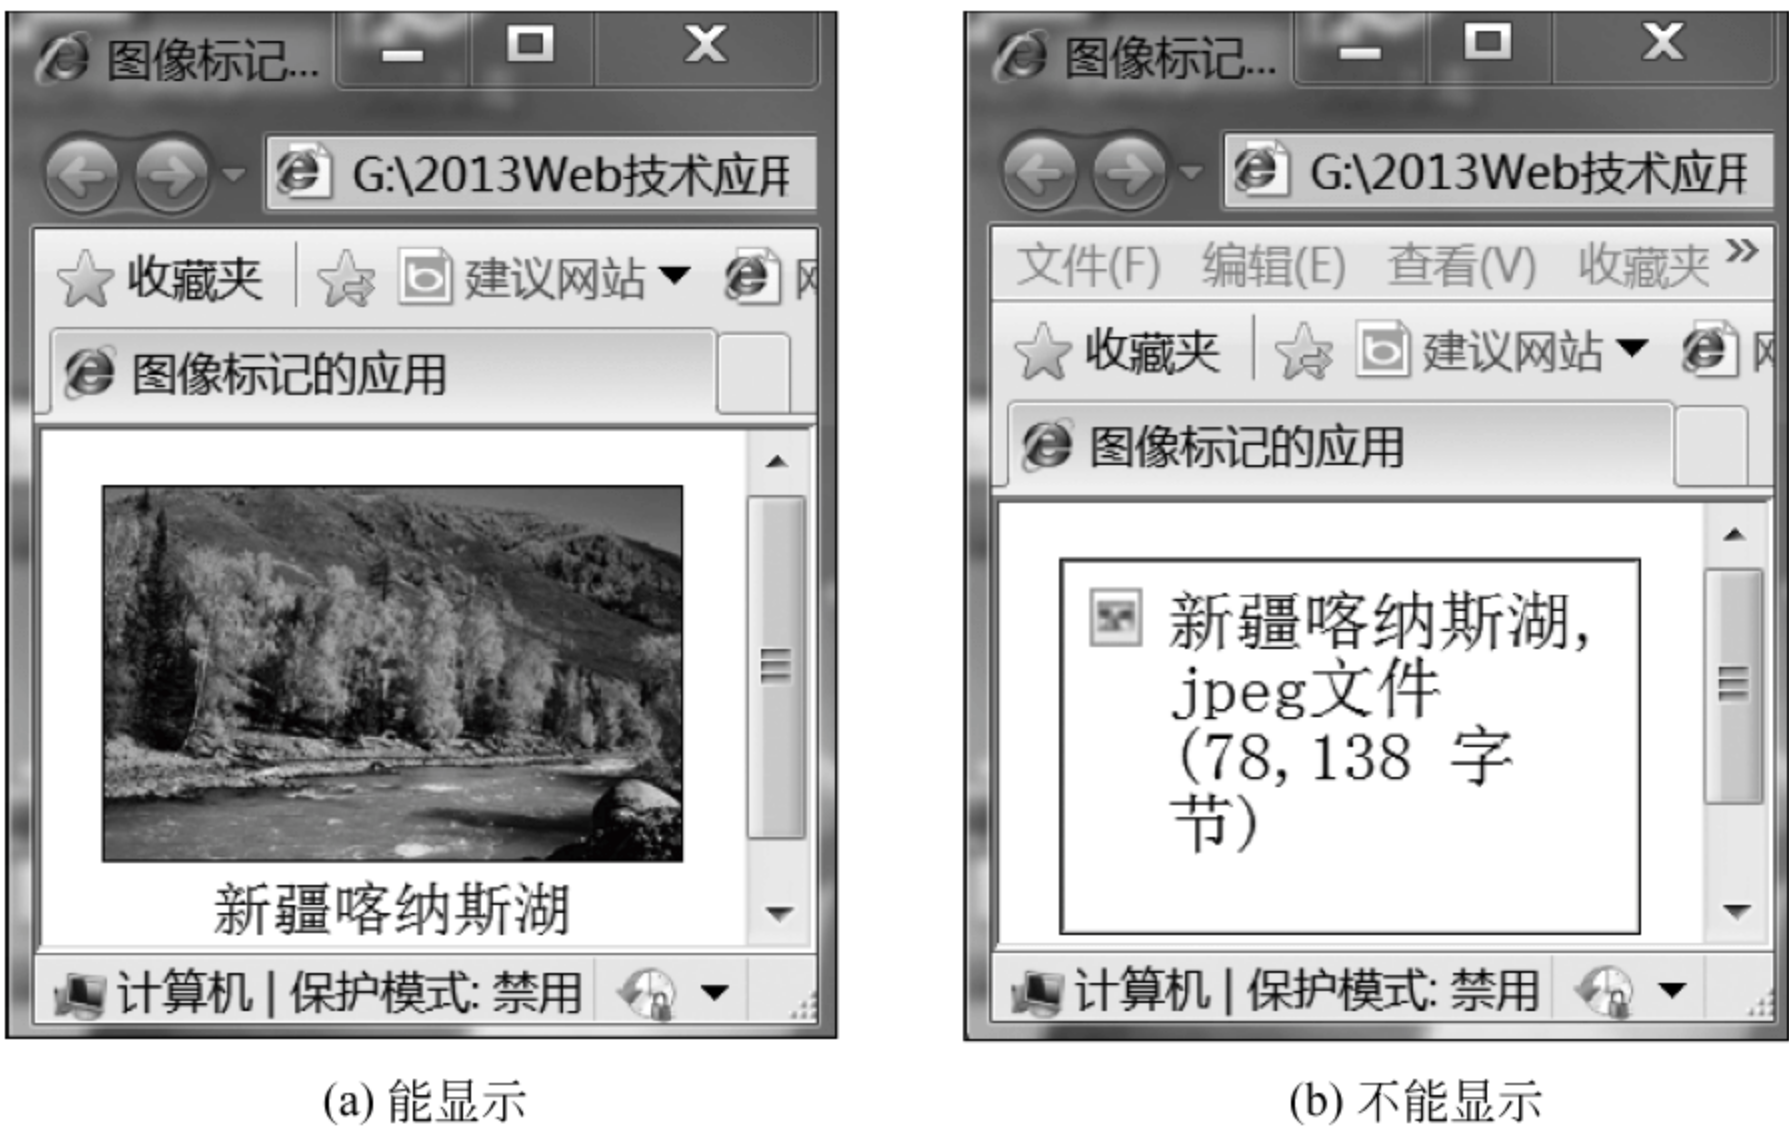 图像标记...
G:\2013Web技术应用
收藏夹 建议网站
图像标记的应用
新疆喀纳斯湖
计算机 | 保护模式: 禁用
(a) 能显示
图像标记...
G:\2013Web技术应用
文件(F) 编辑(E) 查看(V) 收藏夹 »
收藏夹 建议网站
图像标记的应用
新疆喀纳斯湖,
jpeg文件
(78,138 字
节)
计算机 | 保护模式: 禁用
(b) 不能显示